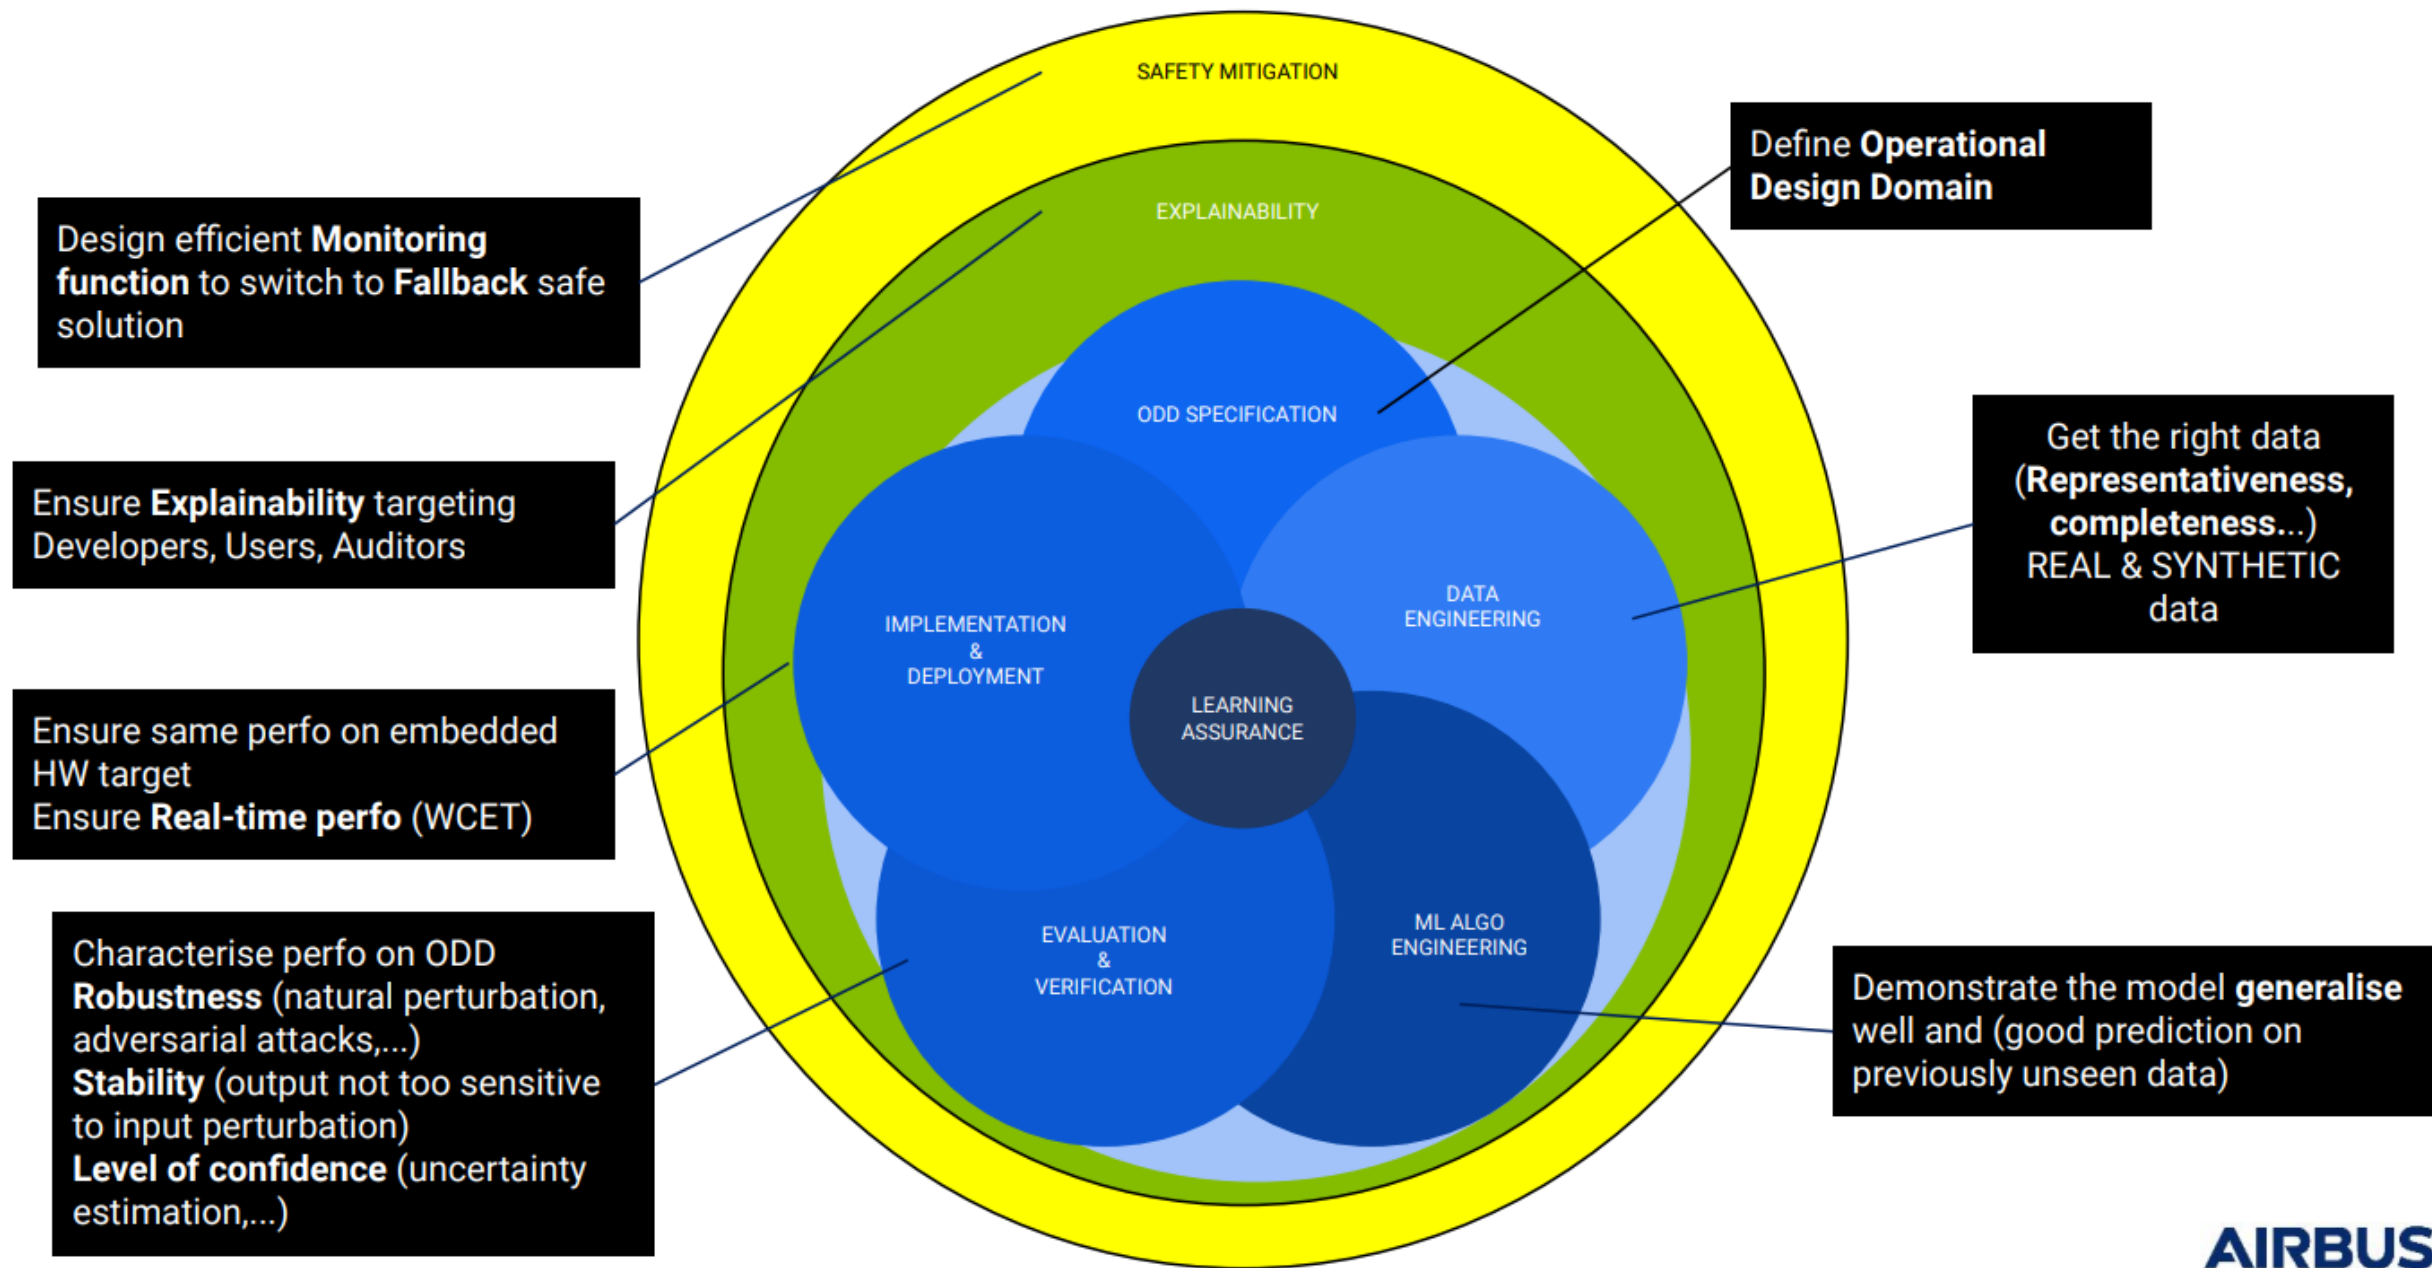 SAFETY MITIGATION
EXPLAINABILITY
ODD SPECIFICATION
DATA
ENGINEERING
IMPLEMENTATION
&
DEPLOYMENT
LEARNING
ASSURANCE
EVALUATION
&
VERIFICATION
ML ALGO
ENGINEERING
Design efficient Monitoring
function to switch to Fallback safe
solution
Ensure Explainability targeting
Developers, Users, Auditors
Ensure same perfo on embedded
HW target
Ensure Real-time perfo (WCET)
Characterise perfo on ODD
Robustness (natural perturbation,
adversarial attacks,...)
Stability (output not too sensitive
to input perturbation)
Level of confidence (uncertainty
estimation,...)
Define Operational
Design Domain
Get the right data
(Representativeness,
completeness...)
REAL & SYNTHETIC
data
Demonstrate the model generalise
well and (good prediction on
previously unseen data)
AIRBUS